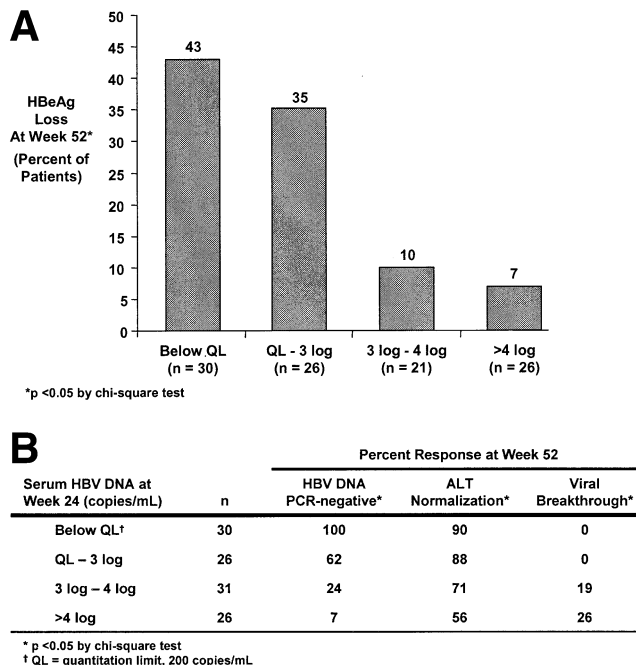 A
HBeAg
Loss
At Week 52*
(Percent of
Patients)
50
45
40
35
30
25
20
15
10
5
0
43
35
10
7
Below QL
(n = 30)
QL - 3 log
(n = 26)
3 log - 4 log
(n = 21)
>4 log
(n = 26)
*p <0.05 by chi-square test
B
Percent Response at Week 52
Serum HBV DNA at HBV DNA ALT Viral
Week 24 (copies/mL) n PCR-negative* Normalization* Breakthrough*
Below QL† 30 100 90 0
QL – 3 log 26 62 88 0
3 log – 4 log 31 24 71 19
>4 log 26 7 56 26
* p <0.05 by chi-square test
† QL = quantitation limit, 200 copies/mL